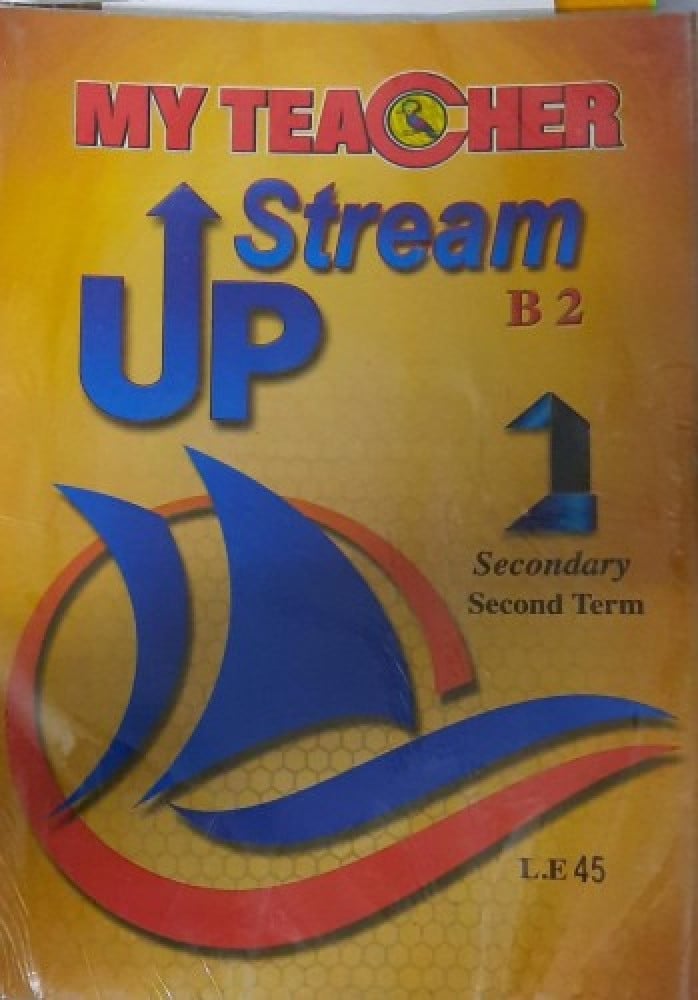 MY TEACHER
Stream
UP
B 2
1
Secondary
Second Term
L.E 45